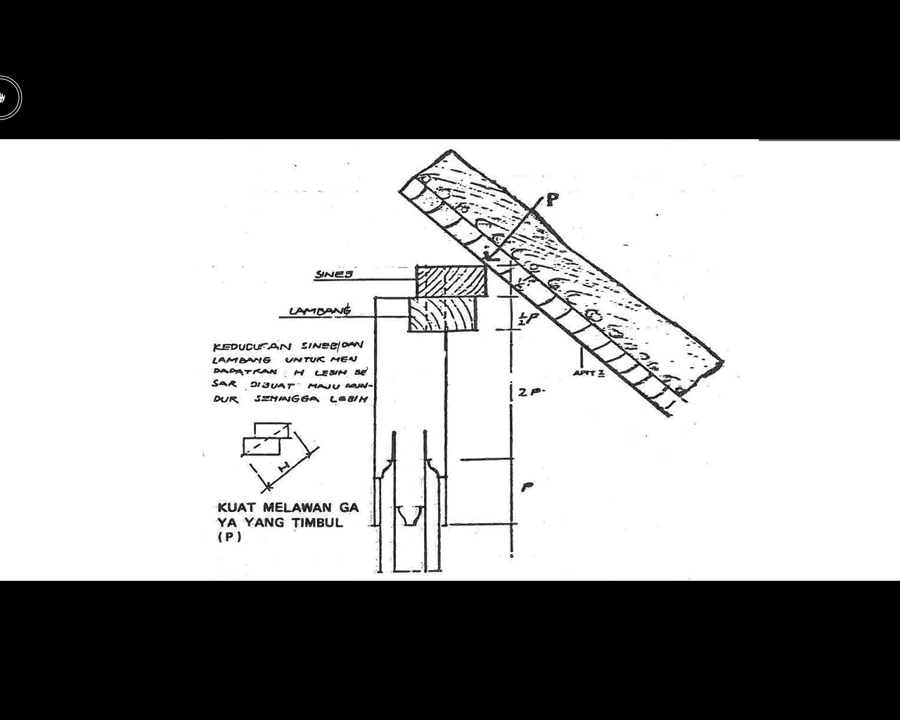 P
SINEB
LAMBANG
½P
KEDUDUKAN SINEB/DAN
LAMBANG UNTUK MEN
DAPATKAN H LEBIH BE
SAR DIBUAT MAJU MUN-
DUR SEHINGGA LEBIH
2P
H
P
KUAT MELAWAN GA
YA YANG TIMBUL
(P)